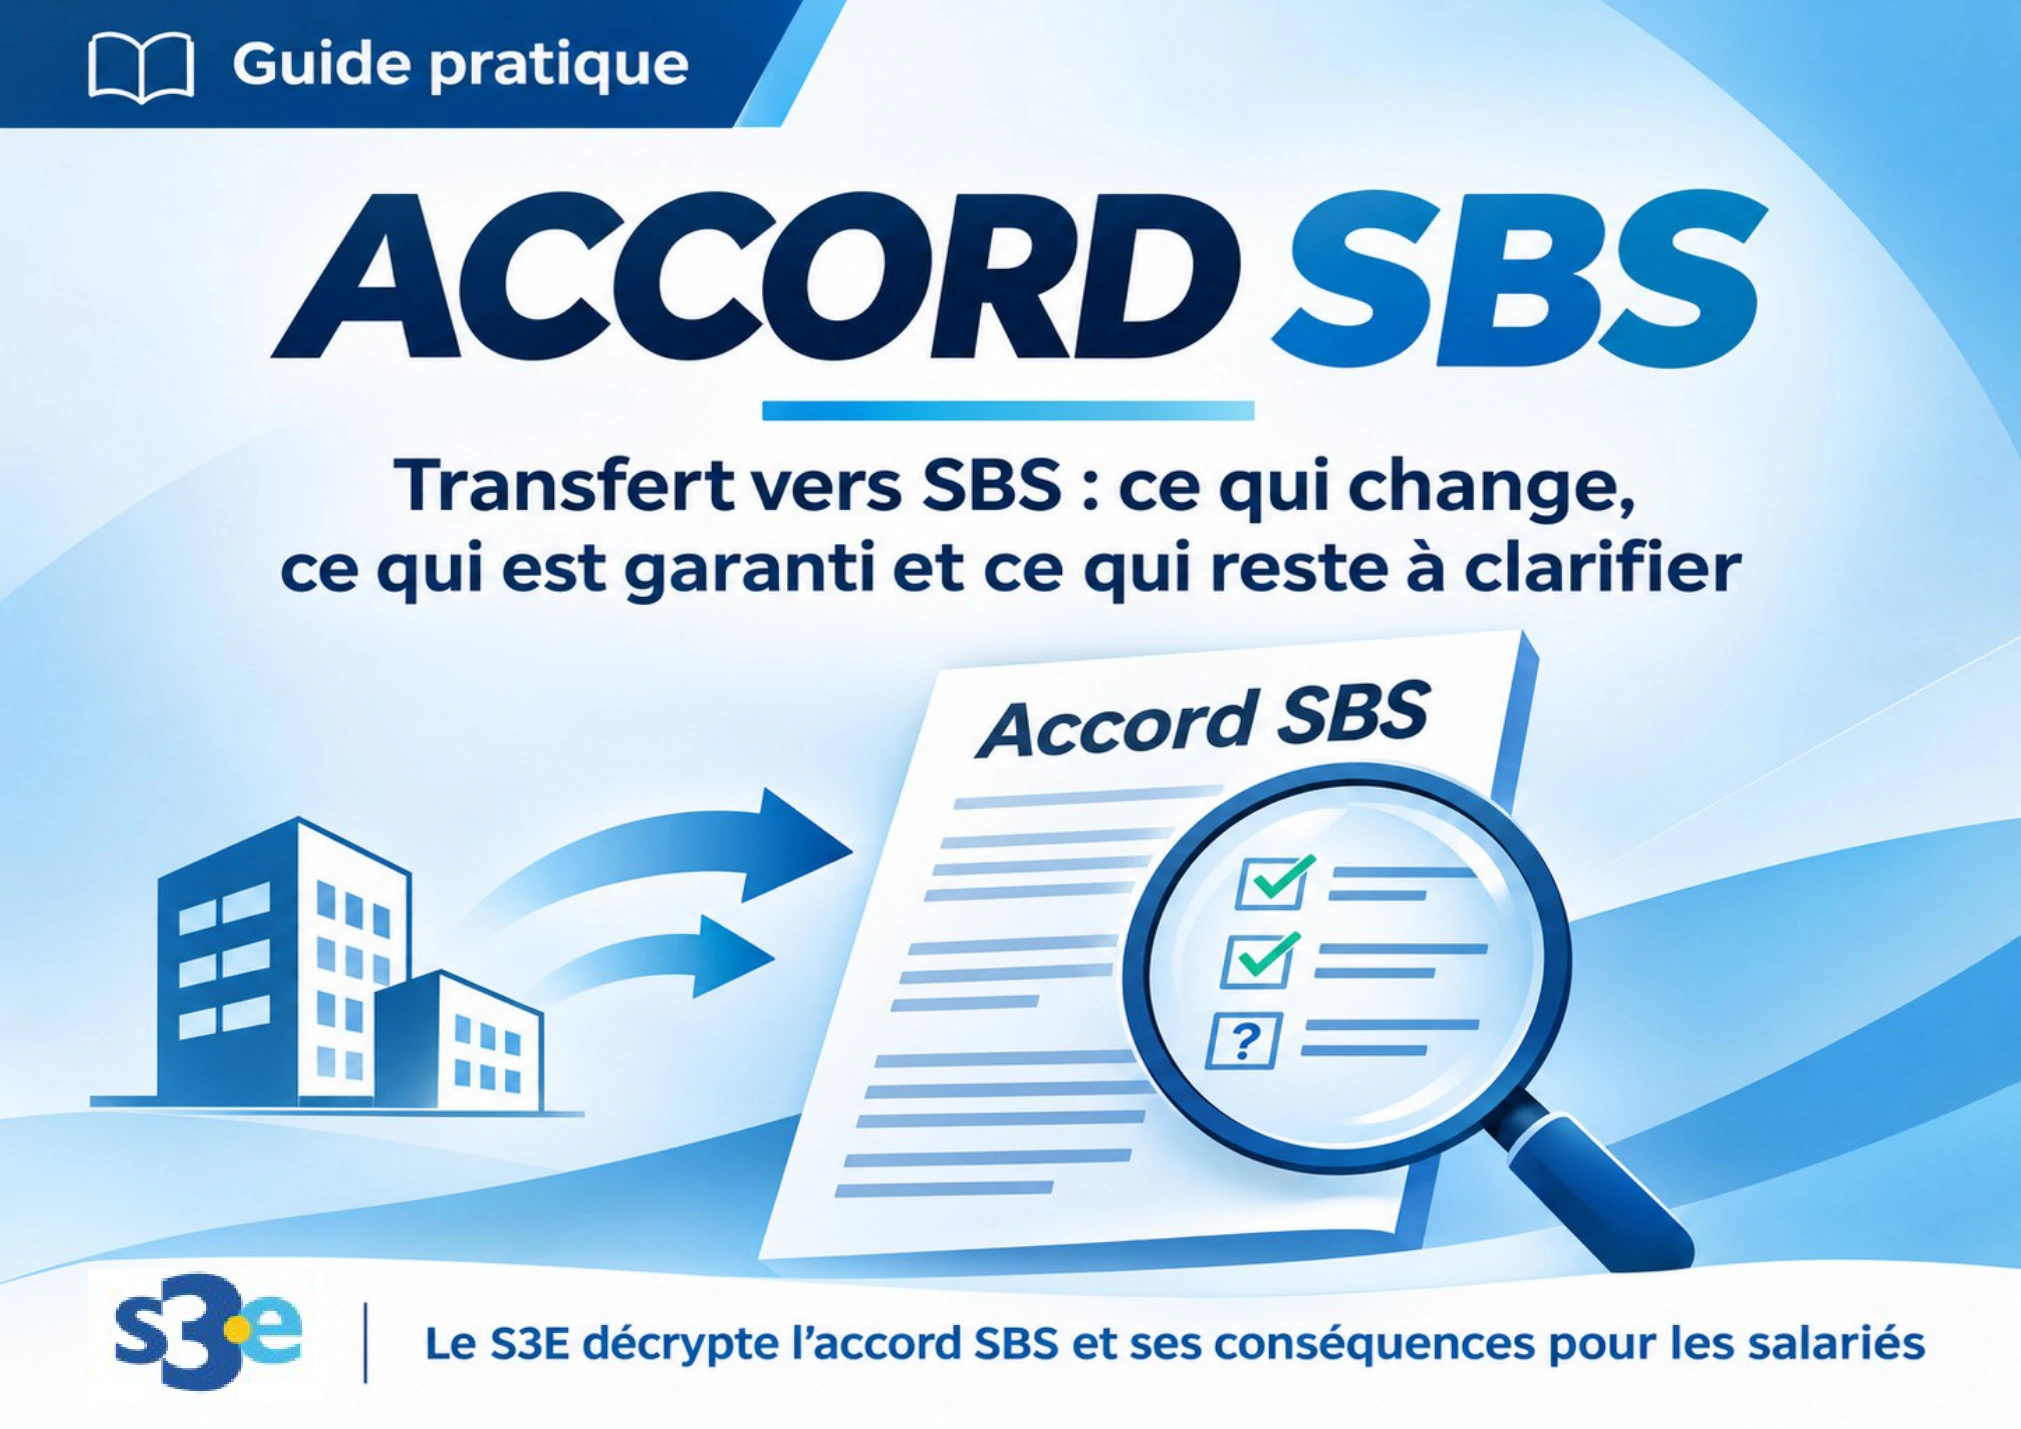 Guide pratique
ACCORD SBS
Transfert vers SBS : ce qui change,
ce qui est garanti et ce qui reste à clarifier
Accord SBS
?
s3e
Le S3E décrypte l’accord SBS et ses conséquences pour les salariés